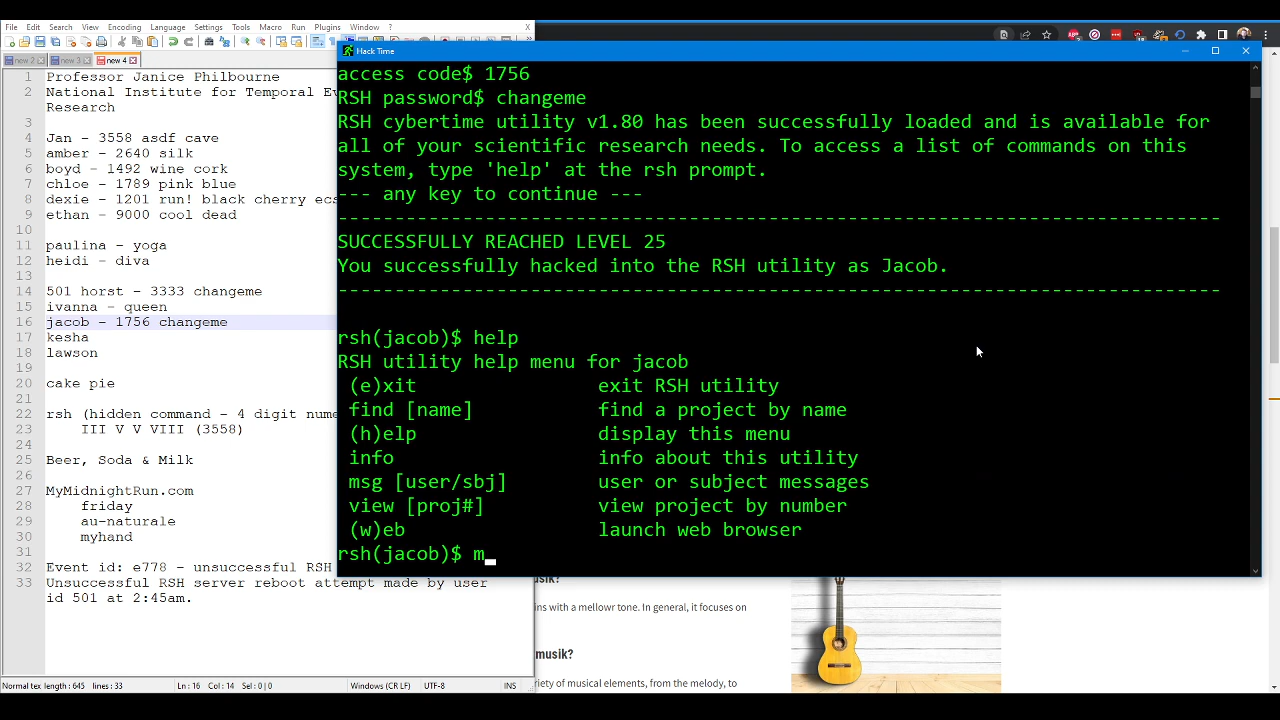 File Edit Search View Encoding Language Settings Tools Macro Run Plugins Window ? X
new 2
new 3
new 4
1 Professor Janice Philbourne
2 National Institute for Temporal
Research
3
4 Jan - 3558 asdf cave
5 amber - 2640 silk
6 boyd - 1492 wine cork
7 chloe - 1789 pink blue
8 dexie - 1201 run! black cherry ecs
9 ethan - 9000 cool dead
10
11 paulina - yoga
12 heidi - diva
13
14 501 horst - 3333 changeme
15 ivanna - queen
16 jacob - 1756 changeme
17 kesha
18 lawson
19
20 cake pie
21
22 rsh (hidden command - 4 digit nume
23 III V V VIII (3558)
24
25 Beer, Soda & Milk
26
27 MyMidnightRun.com
28 friday
29 au-naturale
30 myhand
31
32 Event id: e778 - unsuccessful RSH
33 Unsuccessful RSH server reboot attempt made by user
id 501 at 2:45am.
Normal tex length : 645 lines : 33 Ln : 16 Col : 14 Sel : 0 | 0 Windows (CR LF) UTF-8 INS
Hack Time
access code$ 1756
RSH password$ changeme
RSH cybertime utility v1.80 has been successfully loaded and is available for
all of your scientific research needs. To access a list of commands on this
system, type 'help' at the rsh prompt.
--- any key to continue ---
------------------------------------------------------------------------------
SUCCESSFULLY REACHED LEVEL 25
You successfully hacked into the RSH utility as Jacob.
------------------------------------------------------------------------------
rsh(jacob)$ help
RSH utility help menu for jacob
(e)xit exit RSH utility
find [name] find a project by name
(h)elp display this menu
info info about this utility
msg [user/sbj] user or subject messages
view [proj#] view project by number
(w)eb launch web browser
rsh(jacob)$ m
usik?
ins with a mellowr tone. In general, it focuses on
musik?
riety of musical elements, from the melody, to